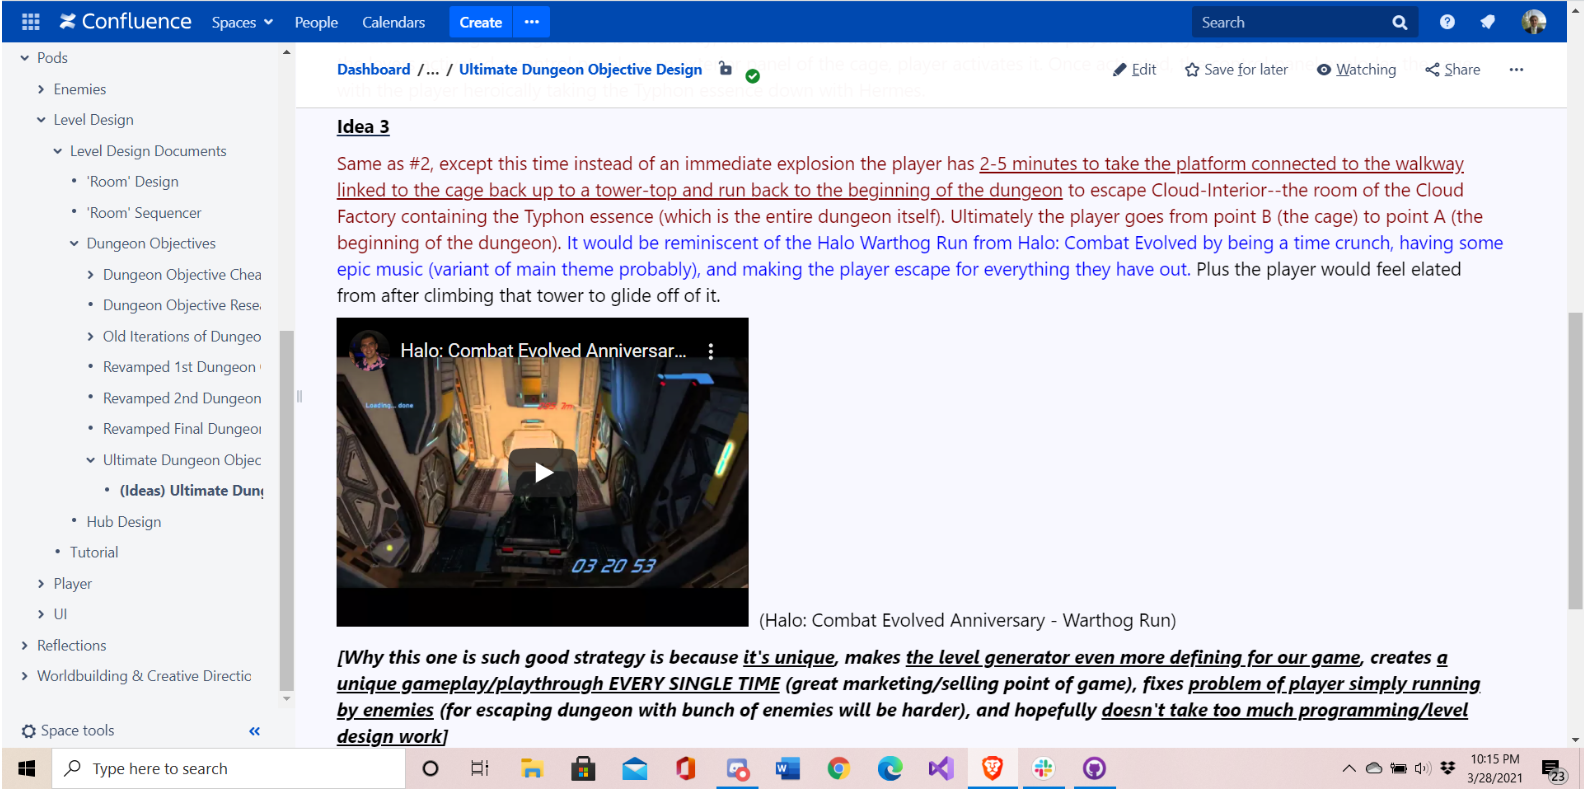 Confluence Spaces People Calendars Create ··· Search
Dashboard /... / Ultimate Dungeon Objective Design Edit Save for later Watching Share ···
with the player heroically taking the Typhon essence down with Hermes.
Pods
Enemies
Level Design
Level Design Documents
'Room' Design
'Room' Sequencer
Dungeon Objectives
Dungeon Objective Chea
Dungeon Objective Rese
Old Iterations of Dungeo
Revamped 1st Dungeon
Revamped 2nd Dungeon
Revamped Final Dungeo
Ultimate Dungeon Objec
(Ideas) Ultimate Dung
Hub Design
Tutorial
Player
UI
Reflections
Worldbuilding & Creative Directio
Space tools «
Idea 3
Same as #2, except this time instead of an immediate explosion the player has 2-5 minutes to take the platform connected to the walkway
linked to the cage back up to a tower-top and run back to the beginning of the dungeon to escape Cloud-Interior--the room of the Cloud
Factory containing the Typhon essence (which is the entire dungeon itself). Ultimately the player goes from point B (the cage) to point A (the
beginning of the dungeon). It would be reminiscent of the Halo Warthog Run from Halo: Combat Evolved by being a time crunch, having some
epic music (variant of main theme probably), and making the player escape for everything they have out. Plus the player would feel elated
from after climbing that tower to glide off of it.
Halo: Combat Evolved Anniversar...
Loading... done
03 20 53
(Halo: Combat Evolved Anniversary - Warthog Run)
[Why this one is such good strategy is because it's unique, makes the level generator even more defining for our game, creates a
unique gameplay/playthrough EVERY SINGLE TIME (great marketing/selling point of game), fixes problem of player simply running
by enemies (for escaping dungeon with bunch of enemies will be harder), and hopefully doesn't take too much programming/level
design work]
Type here to search
10:15 PM
3/28/2021
23